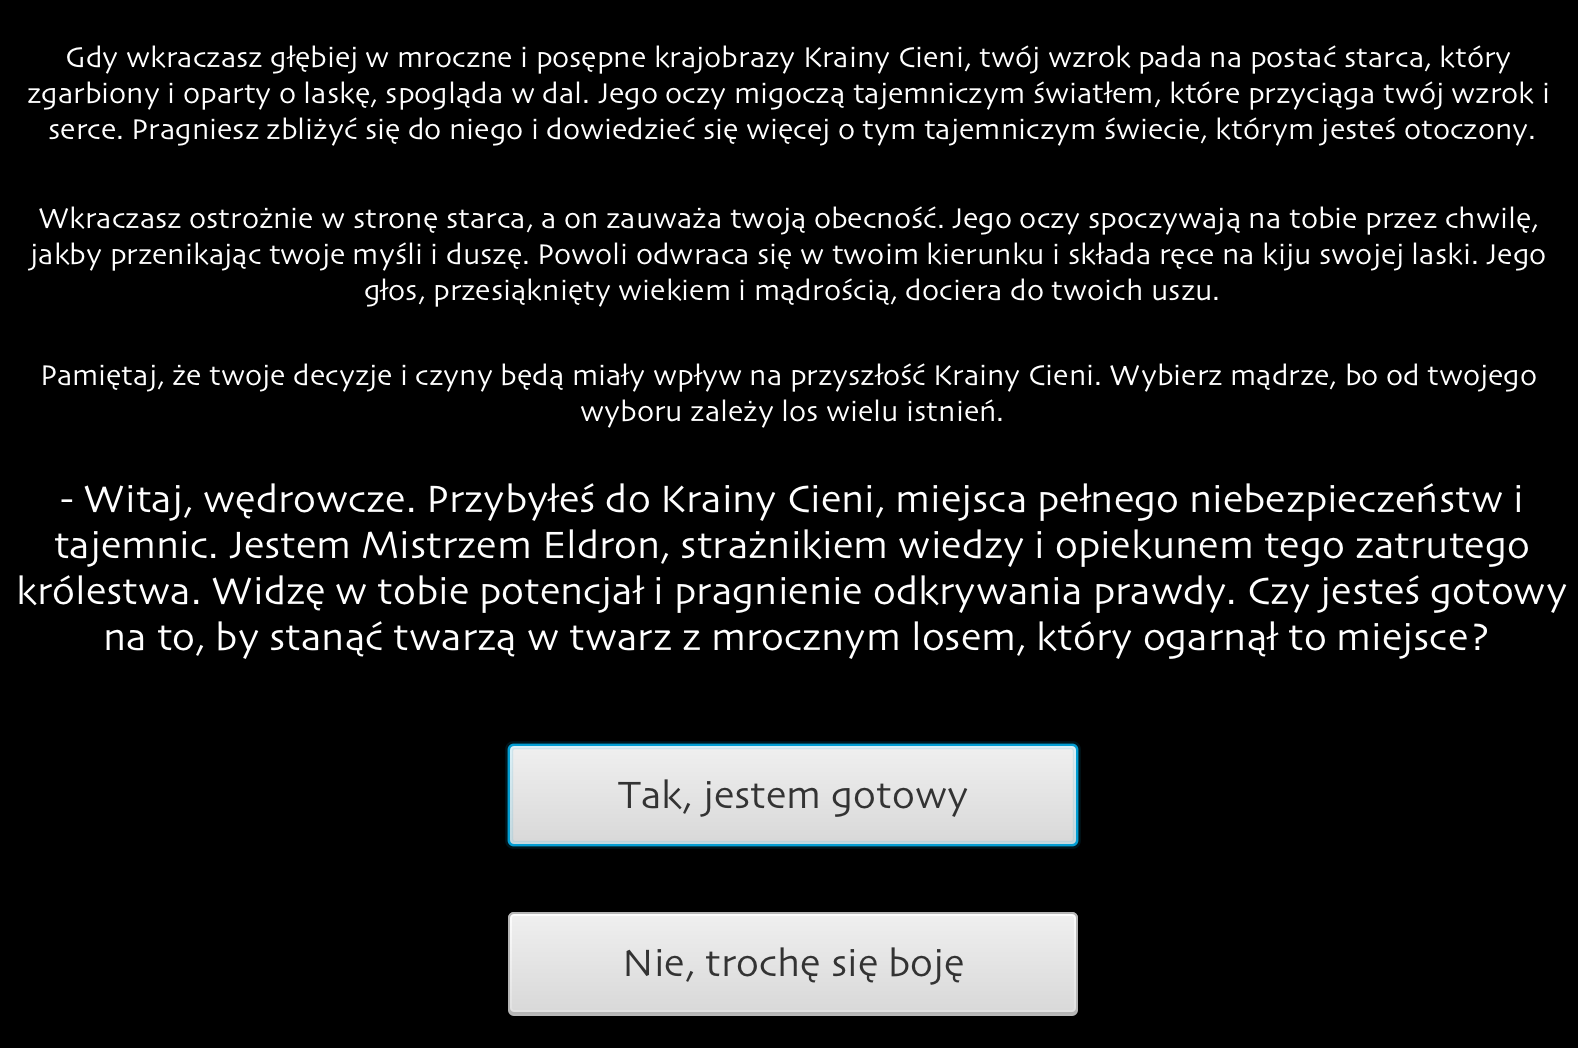 Gdy wkraczasz głębiej w mroczne i posępne krajobrazy Krainy Cieni, twój wzrok pada na postać starca, który
zgarbiony i oparty o laskę, spogląda w dal. Jego oczy migoczą tajemniczym światłem, które przyciąga twój wzrok i
serce. Pragniesz zbliżyć się do niego i dowiedzieć się więcej o tym tajemniczym świecie, którym jesteś otoczony.
Wkraczasz ostrożnie w stronę starca, a on zauważa twoją obecność. Jego oczy spoczywają na tobie przez chwilę,
jakby przenikając twoje myśli i duszę. Powoli odwraca się w twoim kierunku i składa ręce na kiju swojej laski. Jego
głos, przesiąknięty wiekiem i mądrością, dociera do twoich uszu.
Pamiętaj, że twoje decyzje i czyny będą miały wpływ na przyszłość Krainy Cieni. Wybierz mądrze, bo od twojego
wyboru zależy los wielu istnień.
- Witaj, wędrowcze. Przybyłeś do Krainy Cieni, miejsca pełnego niebezpieczeństw i
tajemnic. Jestem Mistrzem Eldron, strażnikiem wiedzy i opiekunem tego zatrutego
królestwa. Widzę w tobie potencjał i pragnienie odkrywania prawdy. Czy jesteś gotowy
na to, by stanąć twarzą w twarz z mrocznym losem, który ogarnął to miejsce?
Tak, jestem gotowy
Nie, trochę się boję